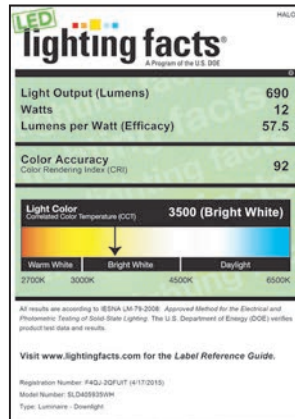 HALO
LED
lighting facts®
A Program of the U.S. DOE
Light Output (Lumens) 690
Watts 12
Lumens per Watt (Efficacy) 57.5
Color Accuracy 92
Color Rendering Index (CRI)
Light Color 3500 (Bright White)
Correlated Color Temperature (CCT)
Warm White Bright White Daylight
2700K 3000K 4500K 6500K
All results are according to IESNA LM-79-2008: Approved Method for the Electrical and
Photometric Testing of Solid-State Lighting. The U.S. Department of Energy (DOE) verifies
product test data and results.
Visit www.lightingfacts.com for the Label Reference Guide.
Registration Number: F4QJ-2QFUIT (4/17/2015)
Model Number: SLD405935WH
Type: Luminaire - Downlight